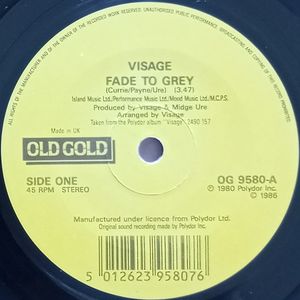 ALL RIGHTS OF THE MANUFACTURER AND OF THE OWNER OF THE RECORDED WORK RESERVED. UNAUTHORISED PUBLIC PERFORMANCE, BROADCASTING AND COPYING OF THIS RECORD PROHIBITED
VISAGE
FADE TO GREY
(Currie/Payne/Ure) (3.47)
Island Music Ltd./Performance Music Ltd./Mood Music Ltd./M.C.P.S.
Produced by Visage & Midge Ure
Arranged by Visage
Taken from the Polydor album "Visage" 2490 157
Made in UK
OLD GOLD
SIDE ONE
45 RPM STEREO
OG 9580-A
℗ 1980 Polydor Inc.
© 1986
Manufactured under licence from Polydor Ltd.
Original sound recording made by Polydor Inc.
5 012623 958076